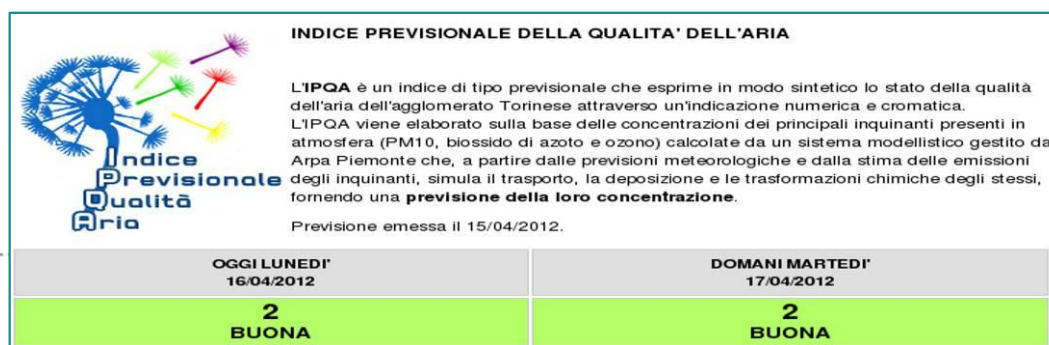 INDICE PREVISIONALE DELLA QUALITA' DELL'ARIA
L'IPQA è un indice di tipo previsionale che esprime in modo sintetico lo stato della qualità
dell'aria dell'agglomerato Torinese attraverso un'indicazione numerica e cromatica.
L'IPQA viene elaborato sulla base delle concentrazioni dei principali inquinanti presenti in
atmosfera (PM10, biossido di azoto e ozono) calcolate da un sistema modellistico gestito da
Arpa Piemonte che, a partire dalle previsioni meteorologiche e dalla stima delle emissioni
degli inquinanti, simula il trasporto, la deposizione e le trasformazioni chimiche degli stessi,
fornendo una previsione della loro concentrazione.
Previsione emessa il 15/04/2012.
Indice
Previsionale
Qualità
Aria
OGGI LUNEDI'
16/04/2012
DOMANI MARTEDI'
17/04/2012
2
BUONA
2
BUONA